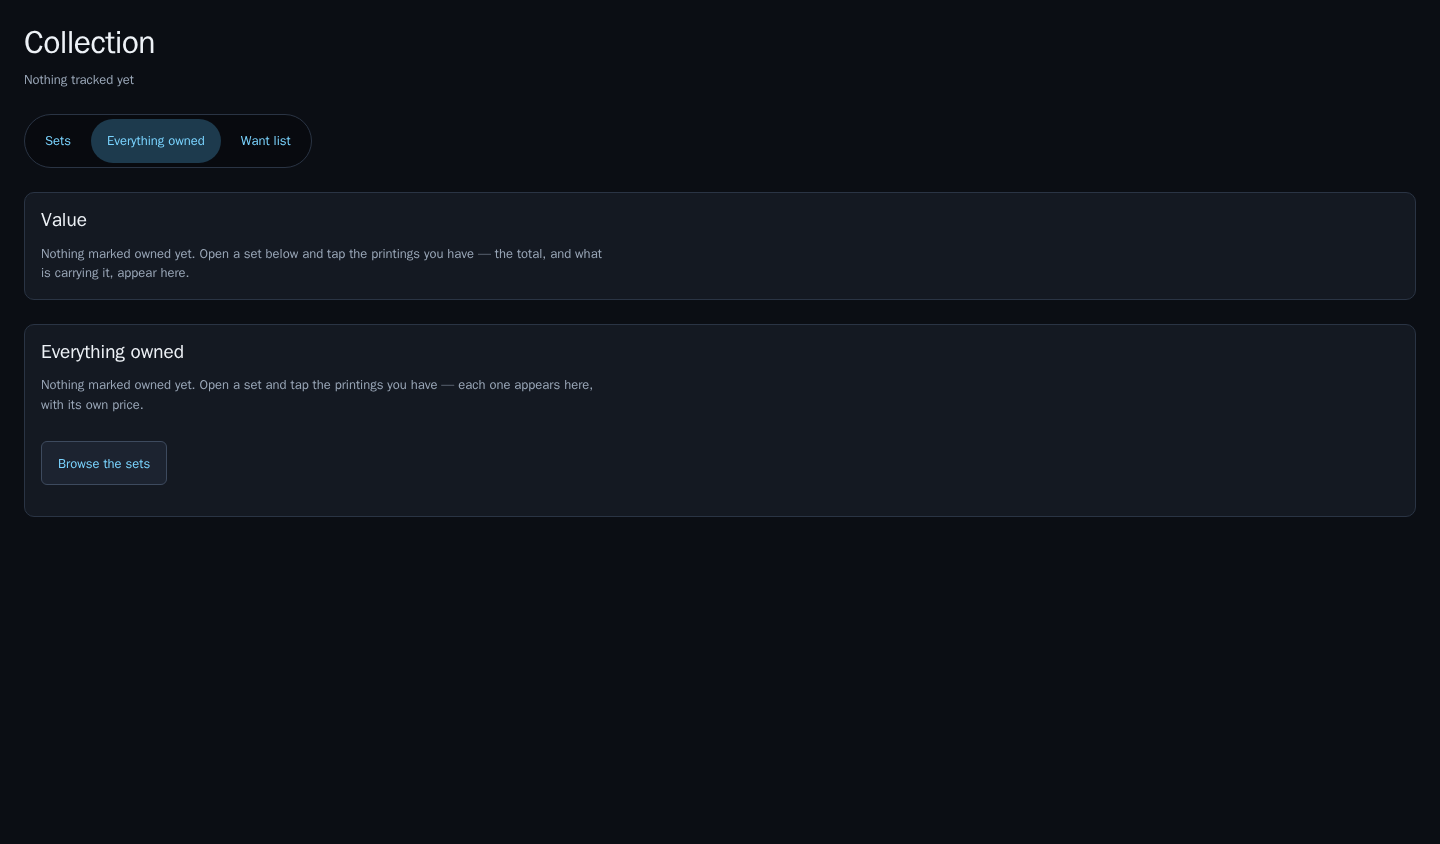 Collection
Nothing tracked yet
Sets
Everything owned
Want list
Value
Nothing marked owned yet. Open a set below and tap the printings you have — the total, and what
is carrying it, appear here.
Everything owned
Nothing marked owned yet. Open a set and tap the printings you have — each one appears here,
with its own price.
Browse the sets